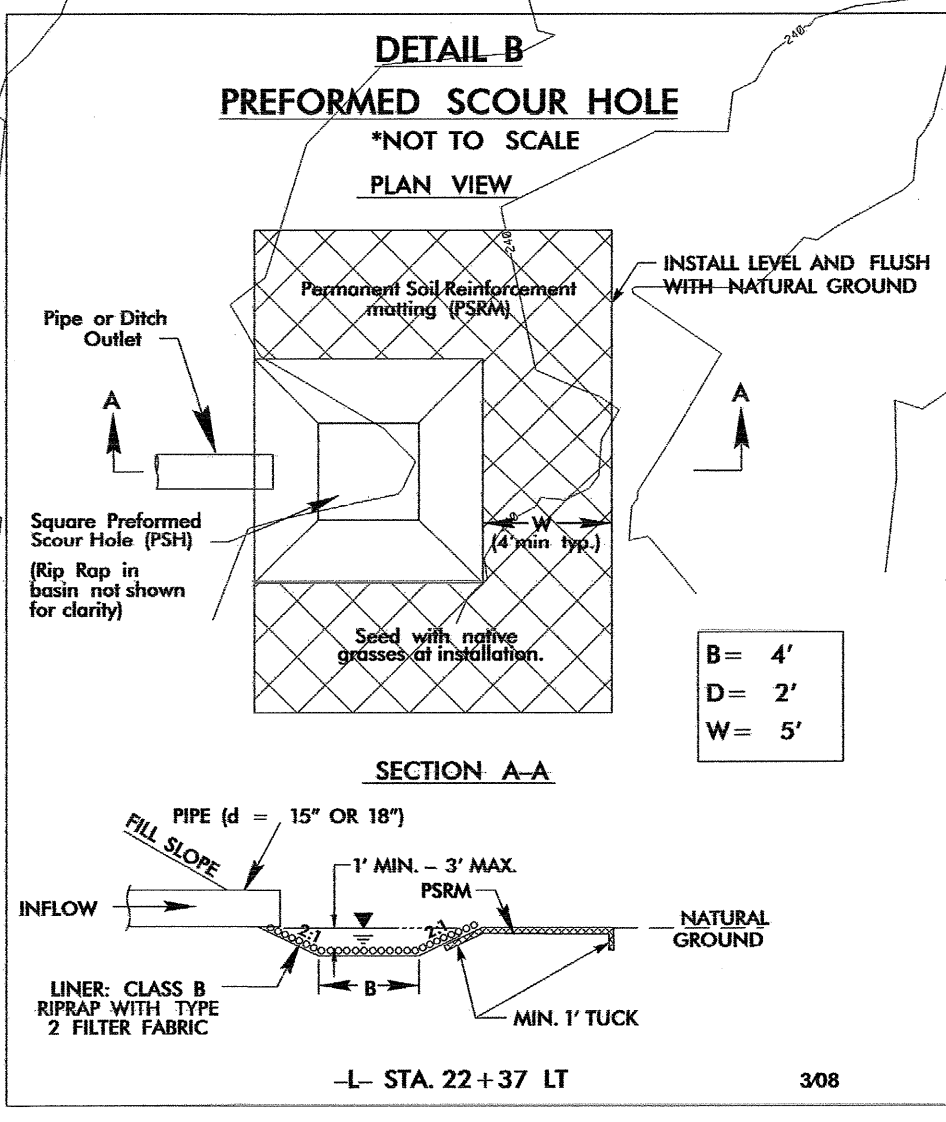 DETAIL B
PREFORMED SCOUR HOLE
*NOT TO SCALE
PLAN VIEW
240
240
INSTALL LEVEL AND FLUSH
WITH NATURAL GROUND
Permanent Soil Reinforcement
matting (PSRM)
Pipe or Ditch
Outlet
A
A
Square Preformed
Scour Hole (PSH)
(Rip Rap in
basin not shown
for clarity)
W
(4'min typ.)
Seed with native
grasses at installation.
B= 4'
D= 2'
W= 5'
SECTION A-A
PIPE (d = 15" OR 18")
FILL SLOPE
1' MIN. - 3' MAX.
PSRM
INFLOW
2:1
2:1
NATURAL
GROUND
B
LINER: CLASS B
RIPRAP WITH TYPE
2 FILTER FABRIC
MIN. 1' TUCK
-L- STA. 22+37 LT
3/08